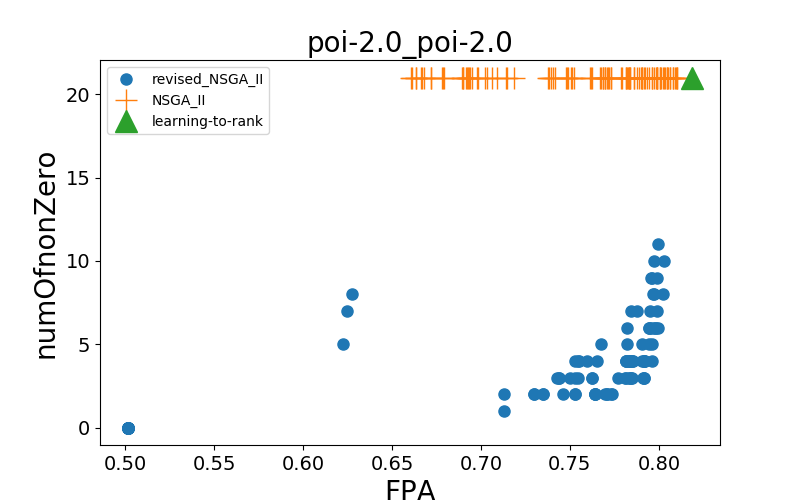 poi-2.0_poi-2.0
revised_NSGA_II
NSGA_II
learning-to-rank
numOfnonZero
20
15
10
5
0
0.50 0.55 0.60 0.65 0.70 0.75 0.80
FPA